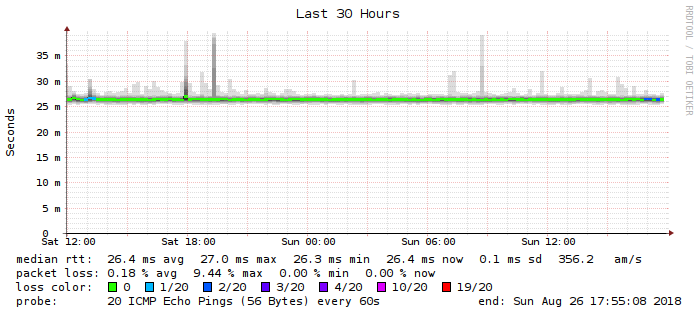 Last 30 Hours
RRDTOOL / TOBI OETIKER
Seconds
35 m
30 m
25 m
20 m
15 m
10 m
5 m
0
Sat 12:00 Sat 18:00 Sun 00:00 Sun 06:00 Sun 12:00
median rtt: 26.4 ms avg 27.0 ms max 26.3 ms min 26.4 ms now 0.1 ms sd 356.2 am/s
packet loss: 0.18 % avg 9.44 % max 0.00 % min 0.00 % now
loss color: 0 1/20 2/20 3/20 4/20 10/20 19/20
probe: 20 ICMP Echo Pings (56 Bytes) every 60s end: Sun Aug 26 17:55:08 2018